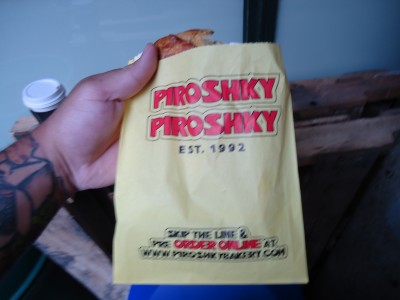 PIROSHKY
PIROSHKY
EST. 1992
SKIP THE LINE &
PRE ORDER ONLINE AT
WWW.PIROSHKYBAKERY.COM